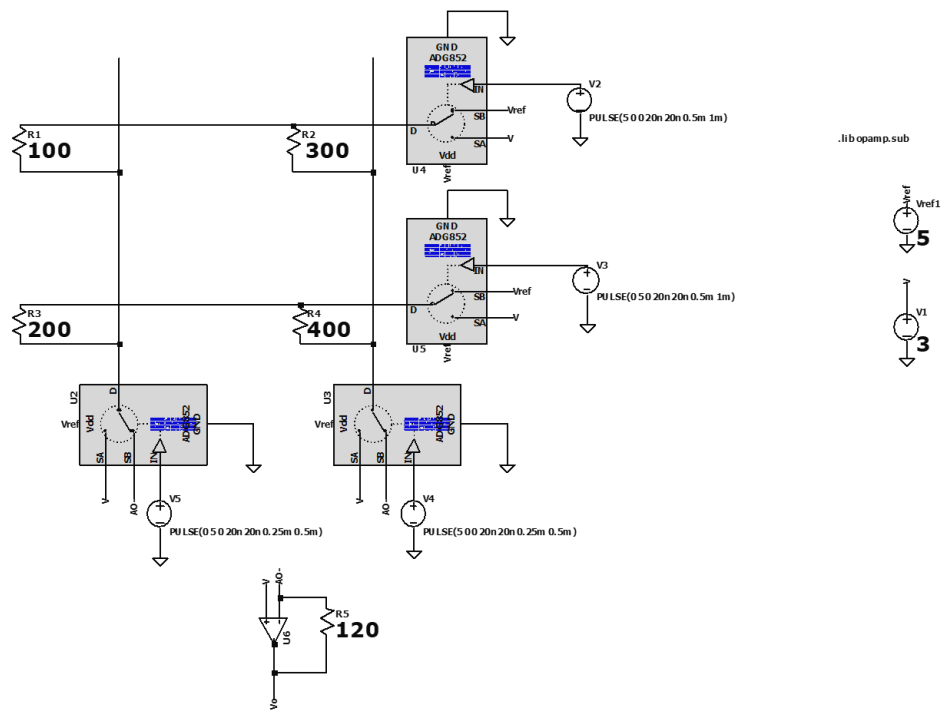 GND
ADG852
IN
SB
Vref
SA
V
D
Vdd
Vref
U4
V2
PULSE(5 0 0 20n 20n 0.5m 1m)
R1
100
R2
300
.lib opamp.sub
Vref
Vref1
5
GND
ADG852
IN
SB
Vref
SA
V
D
Vdd
Vref
U5
V3
PULSE(0 5 0 20n 20n 0.5m 1m)
R3
200
R4
400
V
V1
3
U2
D
Vref
Vdd
ADG852
GND
SA
SB
IN
V
AO
V5
PULSE(0 5 0 20n 20n 0.25m 0.5m)
U3
D
Vref
Vdd
ADG852
GND
SA
SB
IN
V
AO
V4
PULSE(5 0 0 20n 20n 0.25m 0.5m)
V
AO-
U6
R5
120
Vo